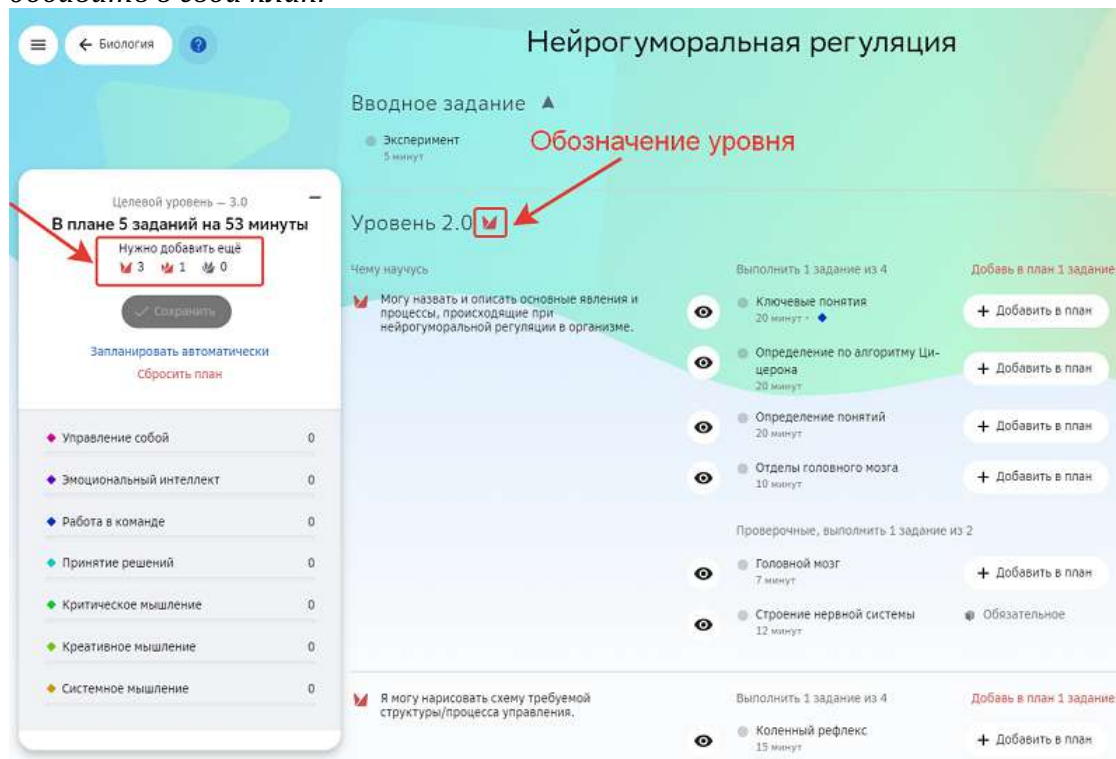 ← Биология
?
Нейрогуморальная регуляция
Вводное задание
Эксперимент
5 минут
Обозначение уровня
Целевой уровень — 3.0
В плане 5 заданий на 53 минуты
Нужно добавить ещё
3 1 0
Сохранить
Запланировать автоматически
Сбросить план
Управление собой 0
Эмоциональный интеллект 0
Работа в команде 0
Принятие решений 0
Критическое мышление 0
Креативное мышление 0
Системное мышление 0
Уровень 2.0
Чему научусь
Выполнить 1 задание из 4
Добавь в план 1 задание
Могу назвать и описать основные явления и
процессы, происходящие при
нейрогуморальной регуляции в организме.
Ключевые понятия
20 минут •
+ Добавить в план
Определение по алгоритму Ци-
церона
20 минут
+ Добавить в план
Определение понятий
20 минут
+ Добавить в план
Отделы головного мозга
10 минут
+ Добавить в план
Проверочные, выполнить 1 задание из 2
Головной мозг
7 минут
+ Добавить в план
Строение нервной системы
12 минут
Обязательное
Я могу нарисовать схему требуемой
структуры/процесса управления.
Выполнить 1 задание из 4
Добавь в план 1 задание
Коленный рефлекс
15 минут
+ Добавить в план